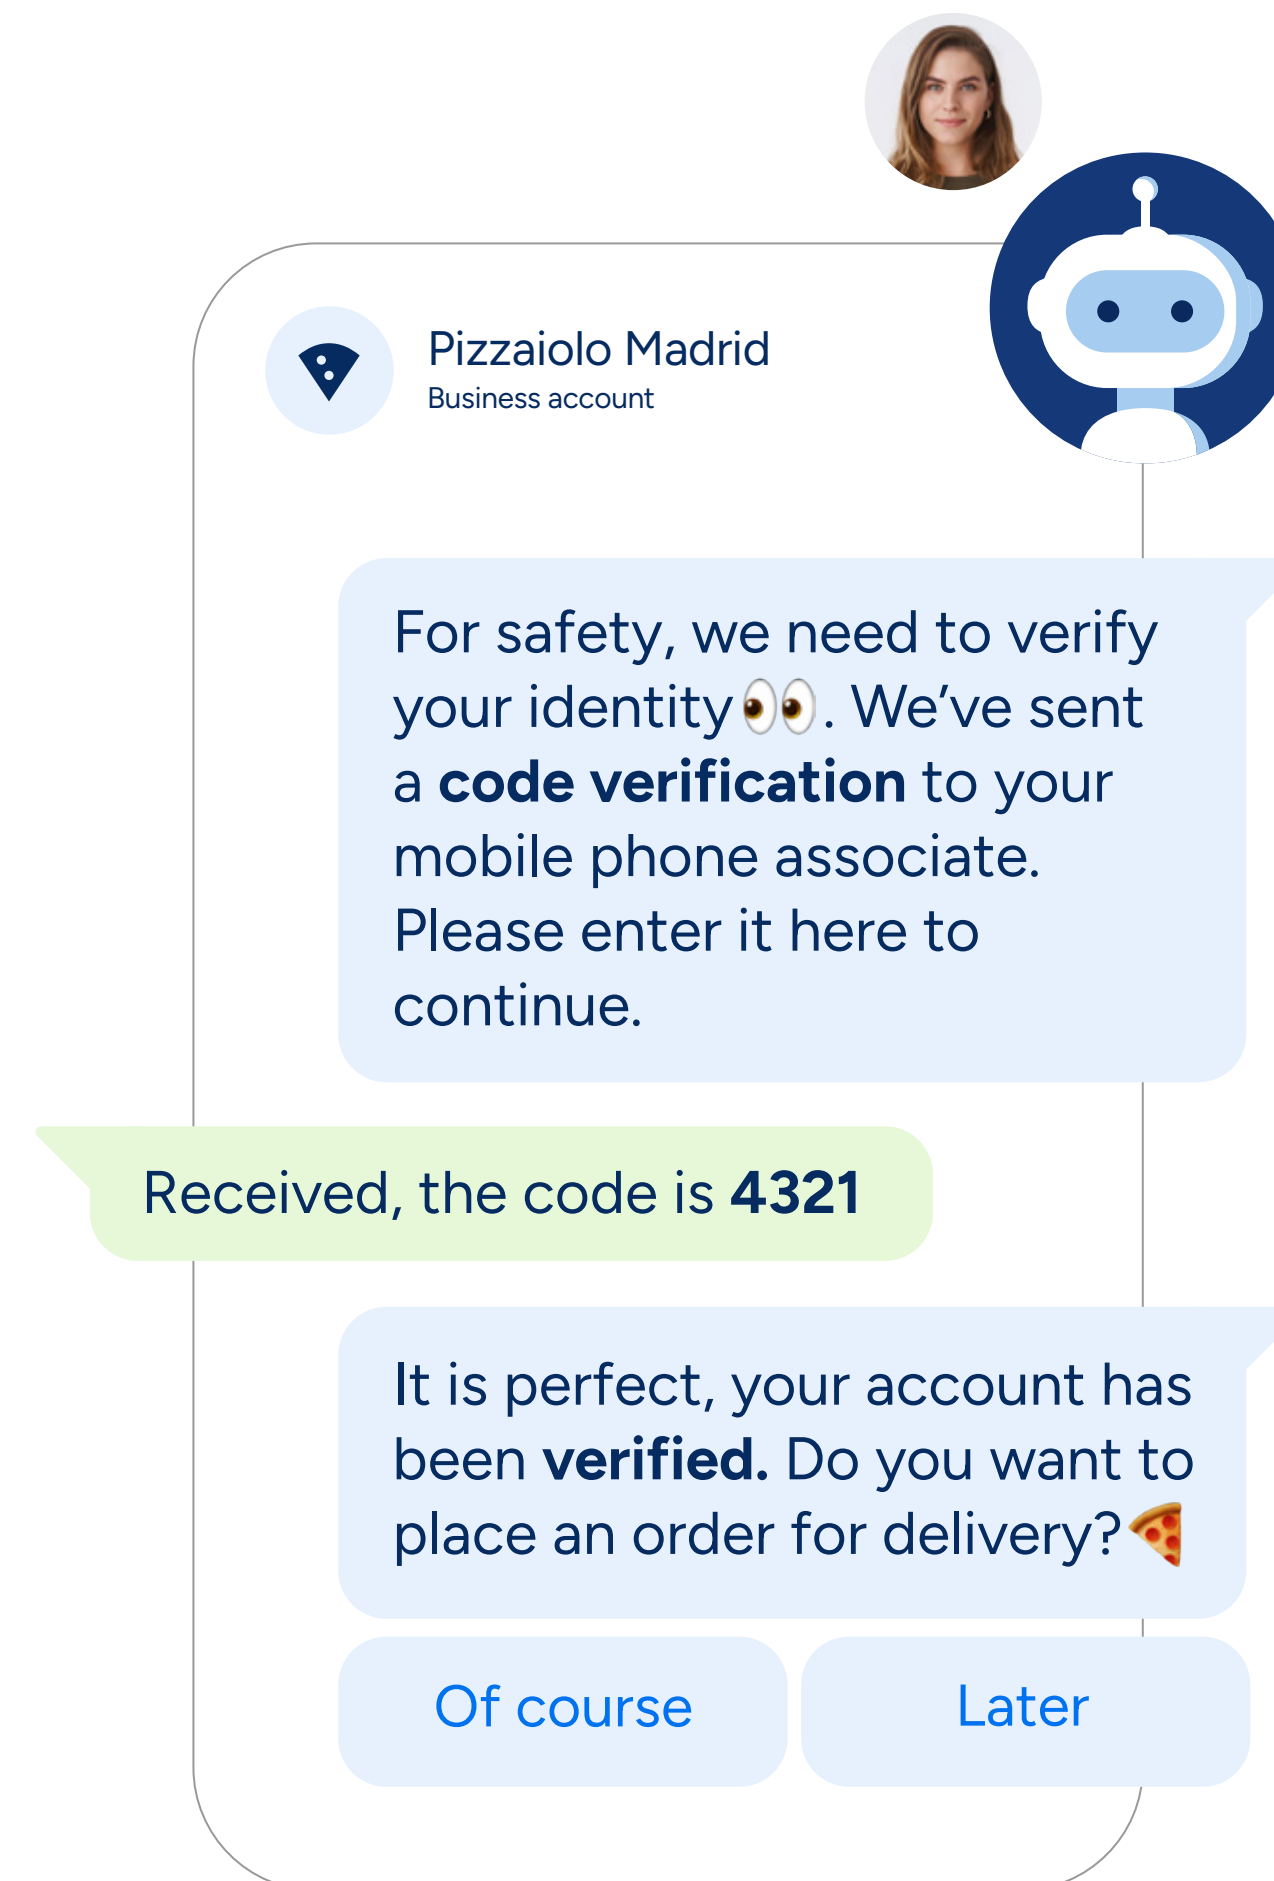 Pizzaiolo Madrid
Business account
For safety, we need to verify
your identity👀. We’ve sent
a code verification to your
mobile phone associate.
Please enter it here to
continue.
Received, the code is 4321
It is perfect, your account has
been verified. Do you want to
place an order for delivery?🍕
Of course
Later